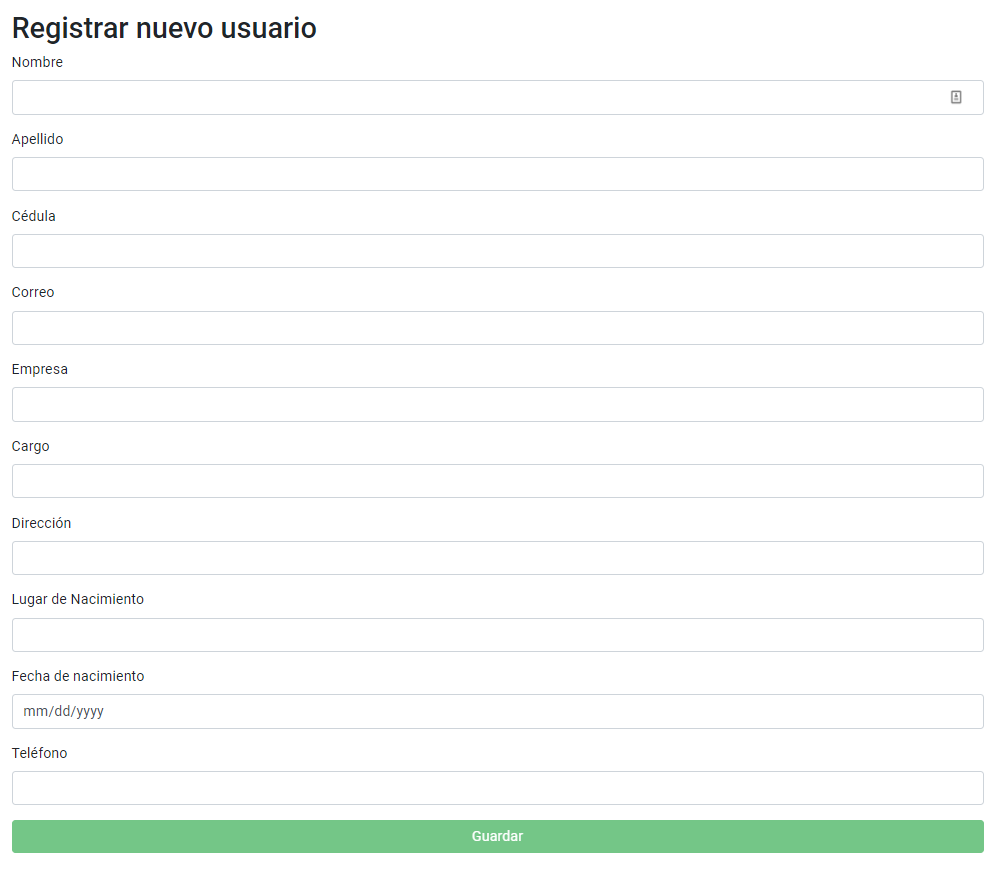 Registrar nuevo usuario
Nombre
Apellido
Cédula
Correo
Empresa
Cargo
Dirección
Lugar de Nacimiento
Fecha de nacimiento
mm/dd/yyyy
Teléfono
Guardar